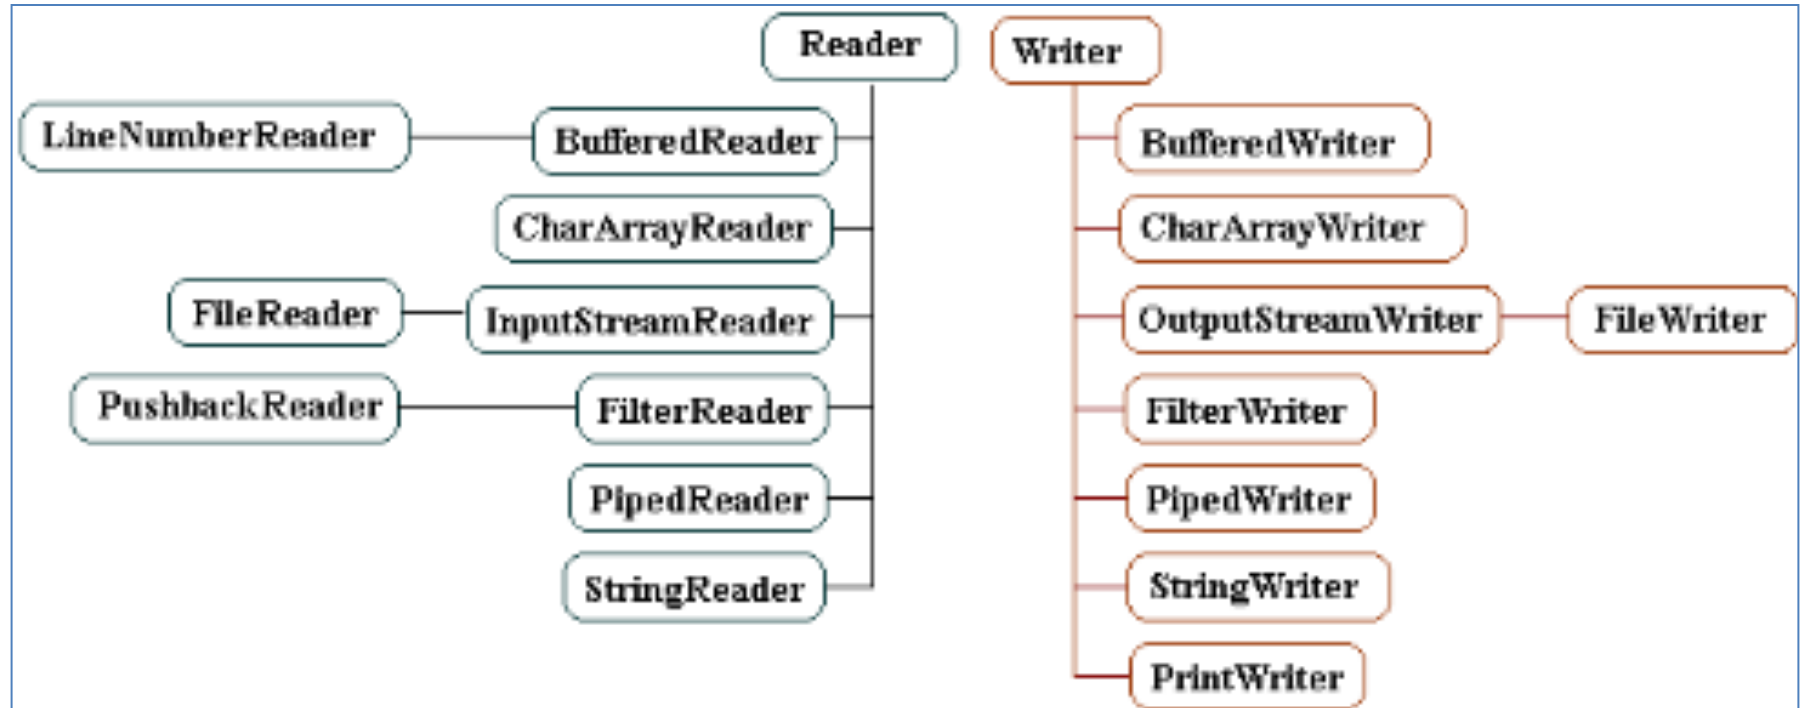 Reader
Writer
LineNumberReader
BufferedReader
BufferedWriter
CharArrayReader
CharArrayWriter
FileReader
InputStreamReader
OutputStreamWriter
FileWriter
PushbackReader
FilterReader
FilterWriter
PipedReader
PipedWriter
StringReader
StringWriter
PrintWriter